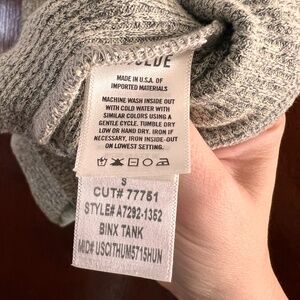 MADE IN U.S.A. OF
IMPORTED MATERIALS
MACHINE WASH INSIDE OUT
WITH COLD WATER WITH
SIMILAR COLORS USING A
GENTLE CYCLE. TUMBLE DRY
LOW OR HAND DRY. IRON IF
NECESSARY, IRON INSIDE-OUT
ON LOWEST SETTING.
S
CUT# 77751
STYLE# A7292-1352
BINX TANK
MID# USCITHUM5715HUN